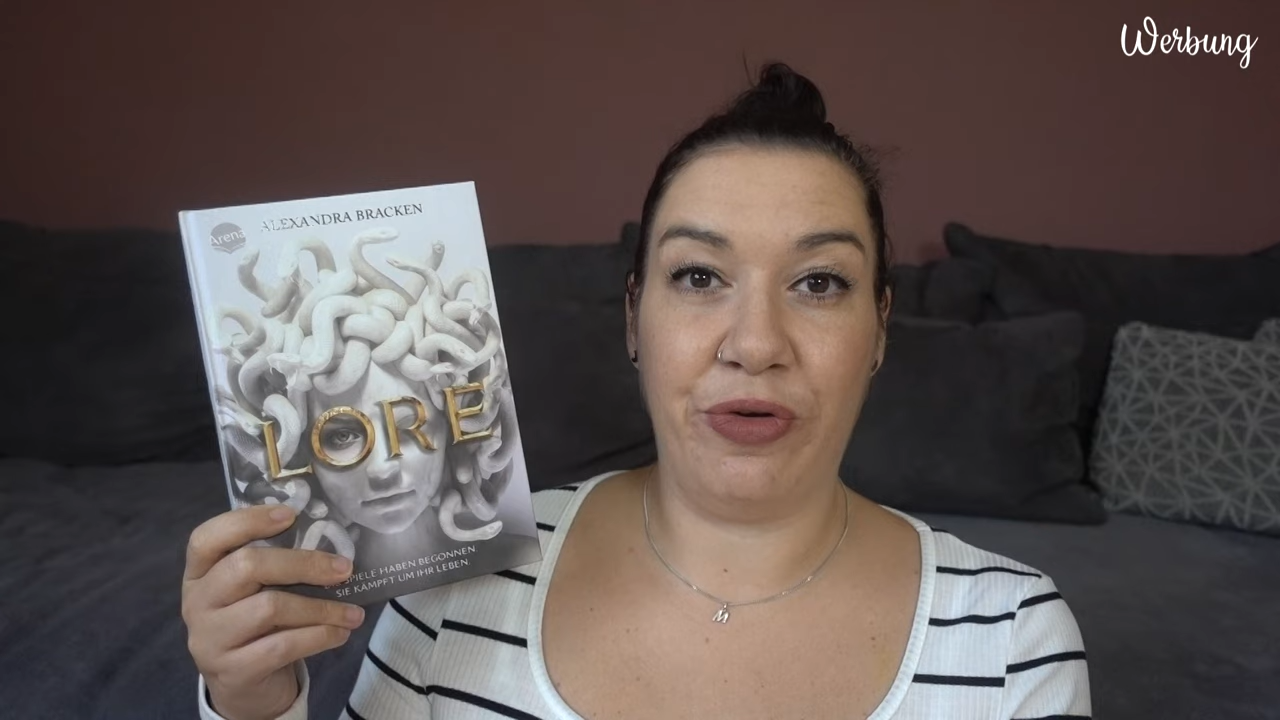 Werbung
ALEXANDRA BRACKEN
Arena
LORE
SPIELE HABEN BEGONNEN.
SIE KÄMPFT UM IHR LEBEN.
M